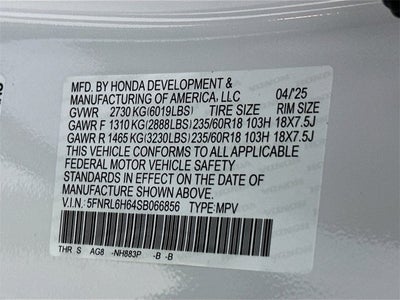 MFD. BY HONDA DEVELOPMENT &
MANUFACTURING OF AMERICA, LLC 04/25
GVWR 2730 KG(6019LBS) TIRE SIZE RIM SIZE
GAWR F 1310 KG(2888LBS) 235/60R18 103H 18X7.5J
GAWR R 1465 KG(3230LBS) 235/60R18 103H 18X7.5J
THIS VEHICLE CONFORMS TO ALL APPLICABLE
FEDERAL MOTOR VEHICLE SAFETY
STANDARDS IN EFFECT ON THE DATE OF
MANUFACTURE SHOWN ABOVE.
V.I.N: 5FNRL6H64SB066856 TYPE:MPV
THR S AG8 -NH883P -B -B